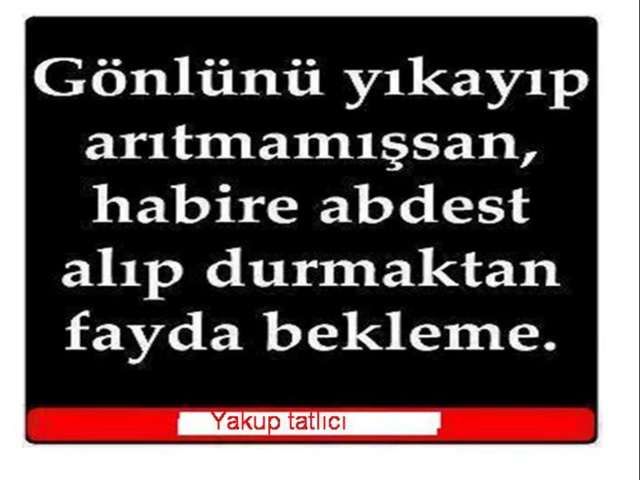 Gönlünü yıkayıp
arıtmamışsan,
habire abdest
alıp durmaktan
fayda bekleme.
Yakup tatlıcı